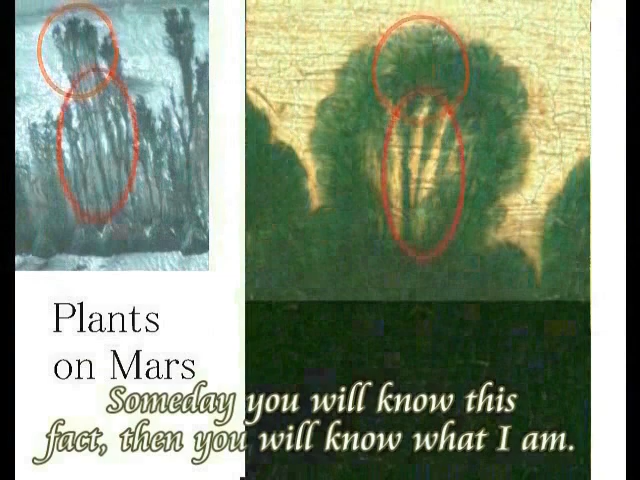 Plants
on Mars
Someday you will know this
fact, then you will know what I am.